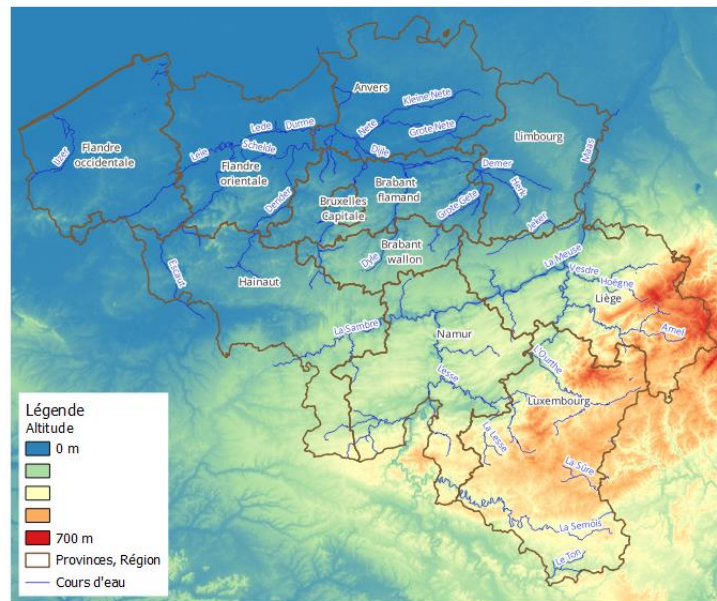 Anvers
Kleine Nete
Lede
Durme
Nete
Grote Nete
Limbourg
Flandre
occidentale
IJzer
Leie
Schelde
Dijle
Maas
Flandre
orientale
Demer
Brabant
flamand
Herk
Dender
Bruxelles
Capitale
Grote Gete
Jeker
Brabant
wallon
Dyle
La Meuse
Escaut
Hainaut
Vesdre
Hoëgne
Liège
La Sambre
Namur
Amel
L'Ourthe
Lesse
Luxembourg
La Lesse
La Sûre
La Semois
Le Ton
Légende
Altitude
0 m
700 m
Provinces, Région
Cours d'eau